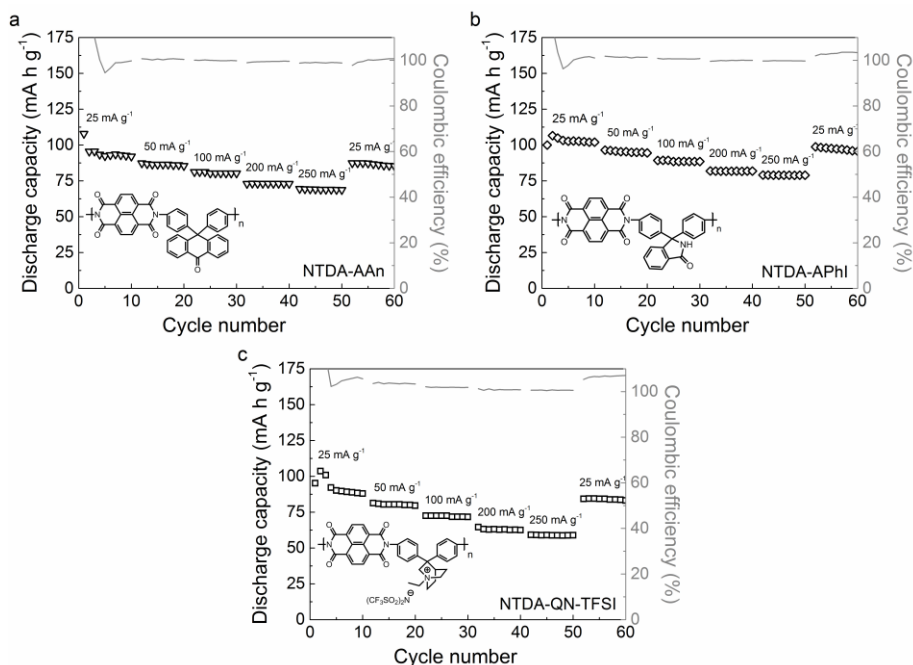 a
175
150
125
100
75
50
25
0
Discharge capacity (mA h g⁻¹)
25 mA g⁻¹
50 mA g⁻¹
100 mA g⁻¹
200 mA g⁻¹
250 mA g⁻¹
25 mA g⁻¹
O
O
N
N
O
O
n
O
NTDA-AAn
0 10 20 30 40 50 60
Cycle number
100
80
60
40
20
0
Coulombic efficiency (%)
b
175
150
125
100
75
50
25
0
Discharge capacity (mA h g⁻¹)
25 mA g⁻¹
50 mA g⁻¹
100 mA g⁻¹
200 mA g⁻¹
250 mA g⁻¹
25 mA g⁻¹
O
O
N
N
O
O
n
NH
O
NTDA-APhI
0 10 20 30 40 50 60
Cycle number
100
80
60
40
20
0
Coulombic efficiency (%)
c
175
150
125
100
75
50
25
0
Discharge capacity (mA h g⁻¹)
25 mA g⁻¹
50 mA g⁻¹
100 mA g⁻¹
200 mA g⁻¹
250 mA g⁻¹
25 mA g⁻¹
O
O
N
N
O
O
n
⊕
N
⊖
(CF₃SO₂)₂N
NTDA-QN-TFSI
0 10 20 30 40 50 60
Cycle number
100
80
60
40
20
0
Coulombic efficiency (%)